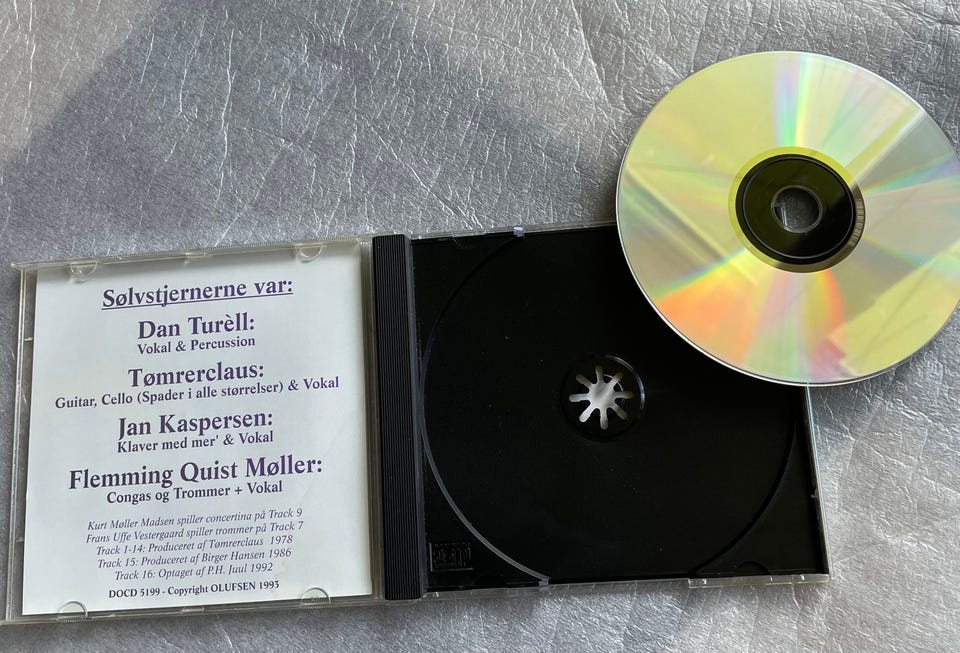 Sølvstjernerne var:
Dan Turèll:
Vokal & Percussion
Tømrerclaus:
Guitar, Cello (Spader i alle størrelser) & Vokal
Jan Kaspersen:
Klaver med mer' & Vokal
Flemming Quist Møller:
Congas og Trommer + Vokal
Kurt Møller Madsen spiller concertina på Track 9
Frans Uffe Vestergaard spiller trommer på Track 7
Track 1-14: Produceret af Tømrerclaus 1978
Track 15: Produceret af Birger Hansen 1986
Track 16: Optaget af P.H. Juul 1992
DOCD 5199 - Copyright OLUFSEN 1993